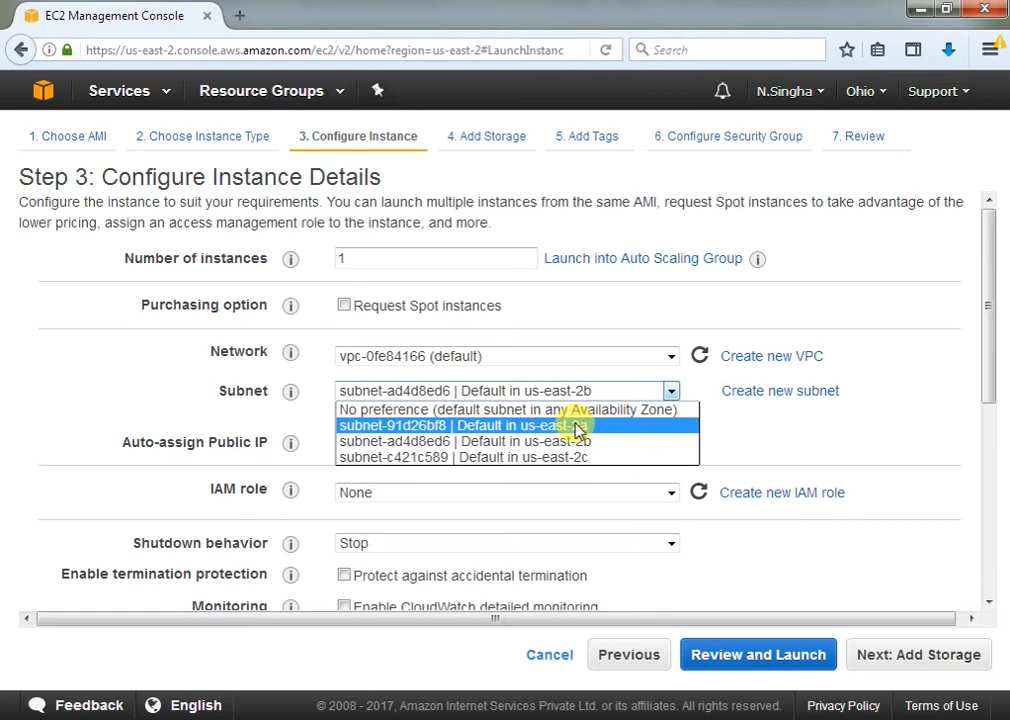 EC2 Management Console
https://us-east-2.console.aws.amazon.com/ec2/v2/home?region=us-east-2#LaunchInstanc
Search
Services
Resource Groups
N.Singha
Ohio
Support
1. Choose AMI
2. Choose Instance Type
3. Configure Instance
4. Add Storage
5. Add Tags
6. Configure Security Group
7. Review
Step 3: Configure Instance Details
Configure the instance to suit your requirements. You can launch multiple instances from the same AMI, request Spot instances to take advantage of the
lower pricing, assign an access management role to the instance, and more.
Number of instances
1
Launch into Auto Scaling Group
Purchasing option
Request Spot instances
Network
vpc-0fe84166 (default)
Create new VPC
Subnet
subnet-ad4d8ed6 | Default in us-east-2b
Create new subnet
No preference (default subnet in any Availability Zone)
subnet-91d26bf8 | Default in us-east-2a
subnet-ad4d8ed6 | Default in us-east-2b
subnet-c421c589 | Default in us-east-2c
Auto-assign Public IP
IAM role
None
Create new IAM role
Shutdown behavior
Stop
Enable termination protection
Protect against accidental termination
Monitoring
Enable CloudWatch detailed monitoring
Cancel
Previous
Review and Launch
Next: Add Storage
Feedback
English
© 2008 - 2017, Amazon Internet Services Private Ltd. or its affiliates. All rights reserved.
Privacy Policy
Terms of Use